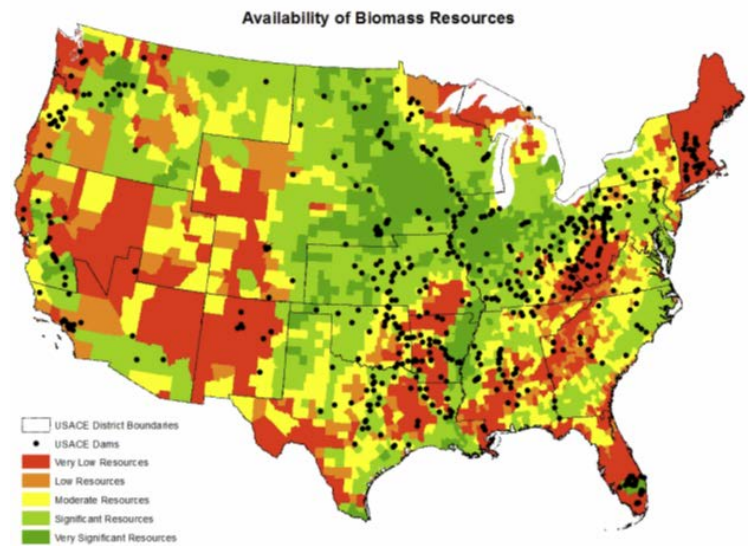 Availability of Biomass Resources
USACE District Boundaries
USACE Dams
Very Low Resources
Low Resources
Moderate Resources
Significant Resources
Very Significant Resources